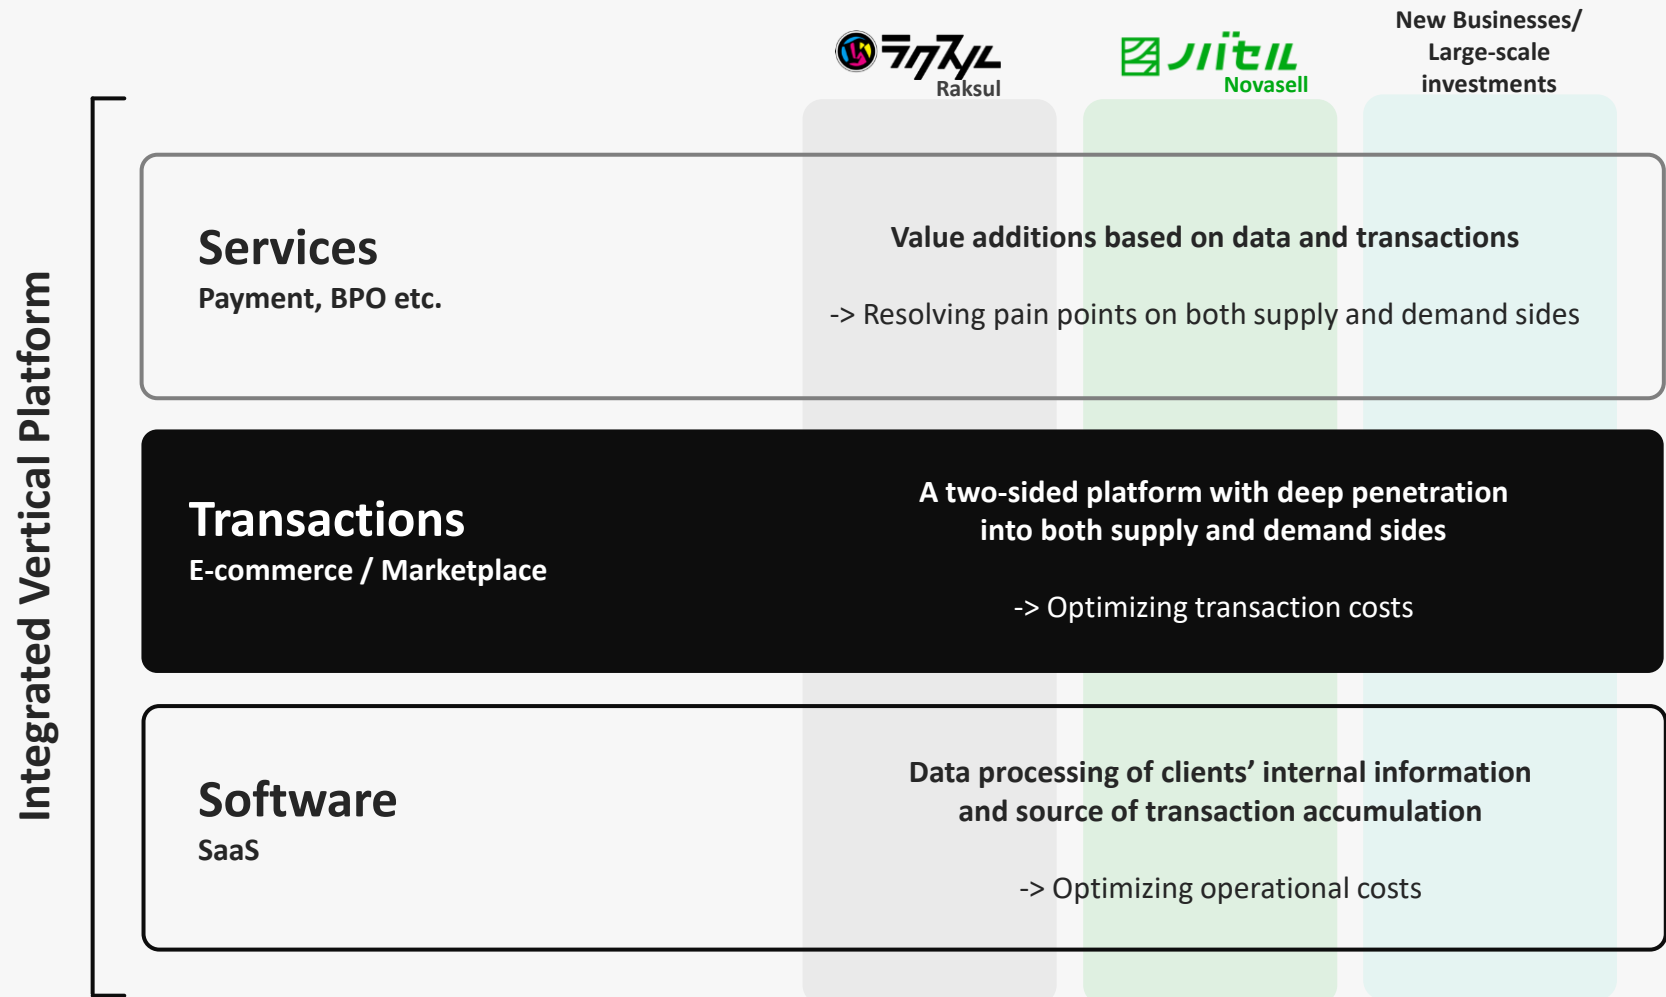 ラクスル
Raksul
ノバセル
Novasell
New Businesses/
Large-scale
investments
Integrated Vertical Platform
Services
Payment, BPO etc.
Value additions based on data and transactions
-> Resolving pain points on both supply and demand sides
Transactions
E-commerce / Marketplace
A two-sided platform with deep penetration
into both supply and demand sides
-> Optimizing transaction costs
Software
SaaS
Data processing of clients’ internal information
and source of transaction accumulation
-> Optimizing operational costs